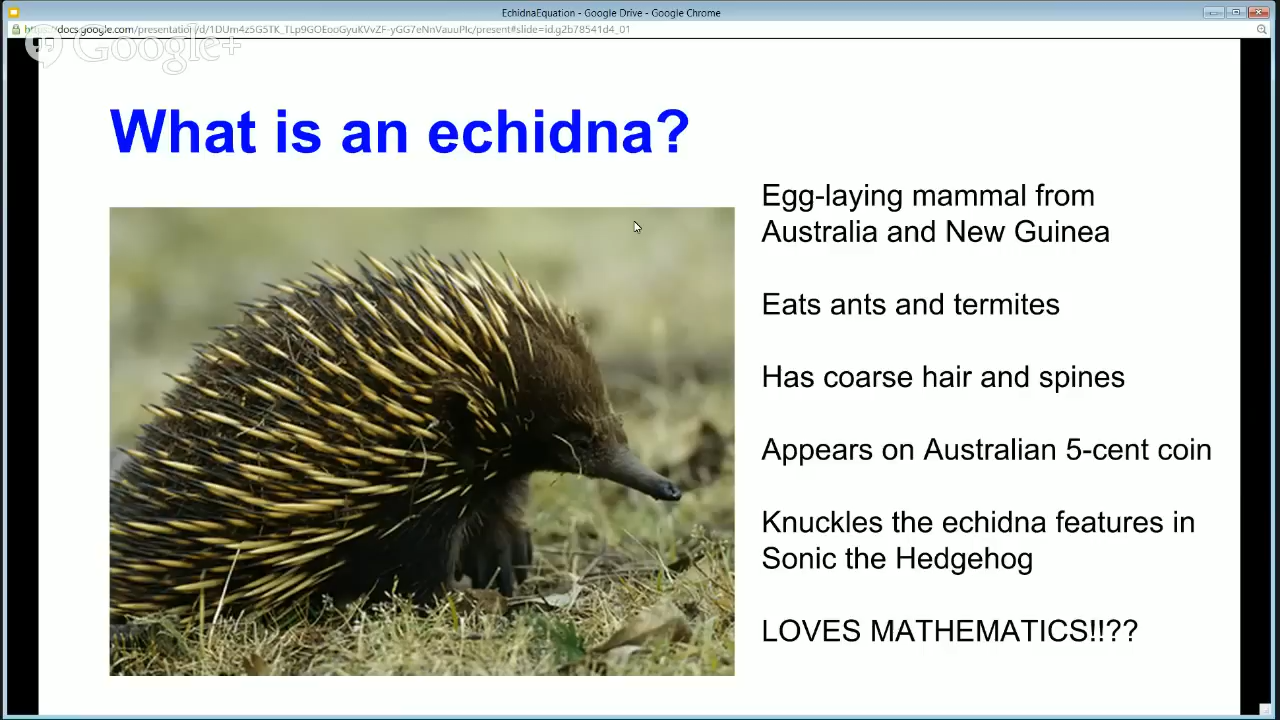 EchidnaEquation - Google Drive - Google Chrome
Google+
What is an echidna?
Egg-laying mammal from
Australia and New Guinea
Eats ants and termites
Has coarse hair and spines
Appears on Australian 5-cent coin
Knuckles the echidna features in
Sonic the Hedgehog
LOVES MATHEMATICS!!??